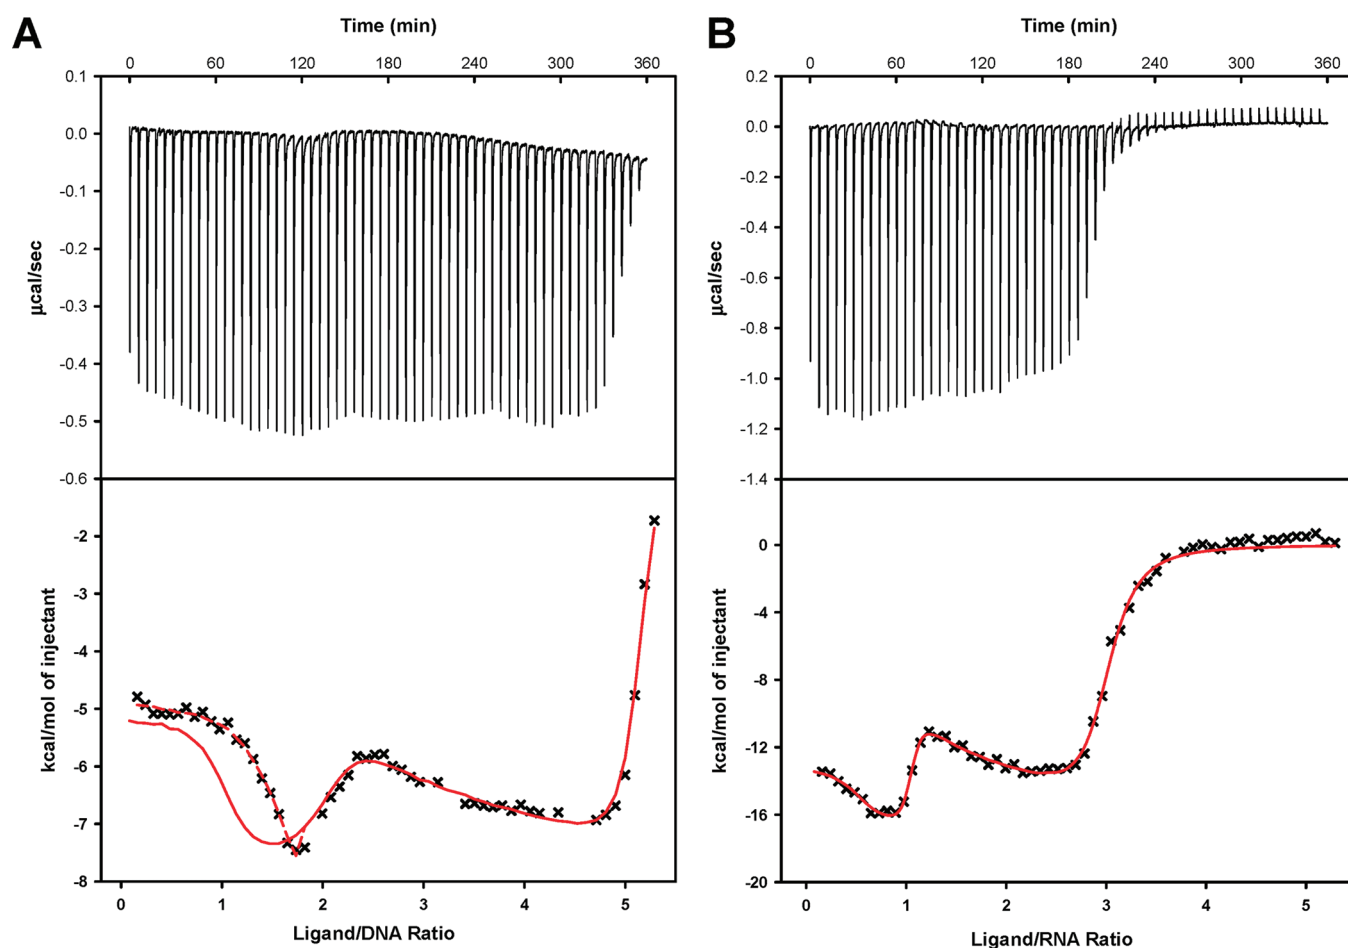 A
Time (min)
0 60 120 180 240 300 360
0.1
0.0
-0.1
-0.2
-0.3
-0.4
-0.5
-0.6
µcal/sec
-2
-3
-4
-5
-6
-7
-8
kcal/mol of injectant
0 1 2 3 4 5
Ligand/DNA Ratio
B
Time (min)
0 60 120 180 240 300 360
0.2
0.0
-0.2
-0.4
-0.6
-0.8
-1.0
-1.2
-1.4
µcal/sec
0
-4
-8
-12
-16
-20
kcal/mol of injectant
0 1 2 3 4 5
Ligand/RNA Ratio